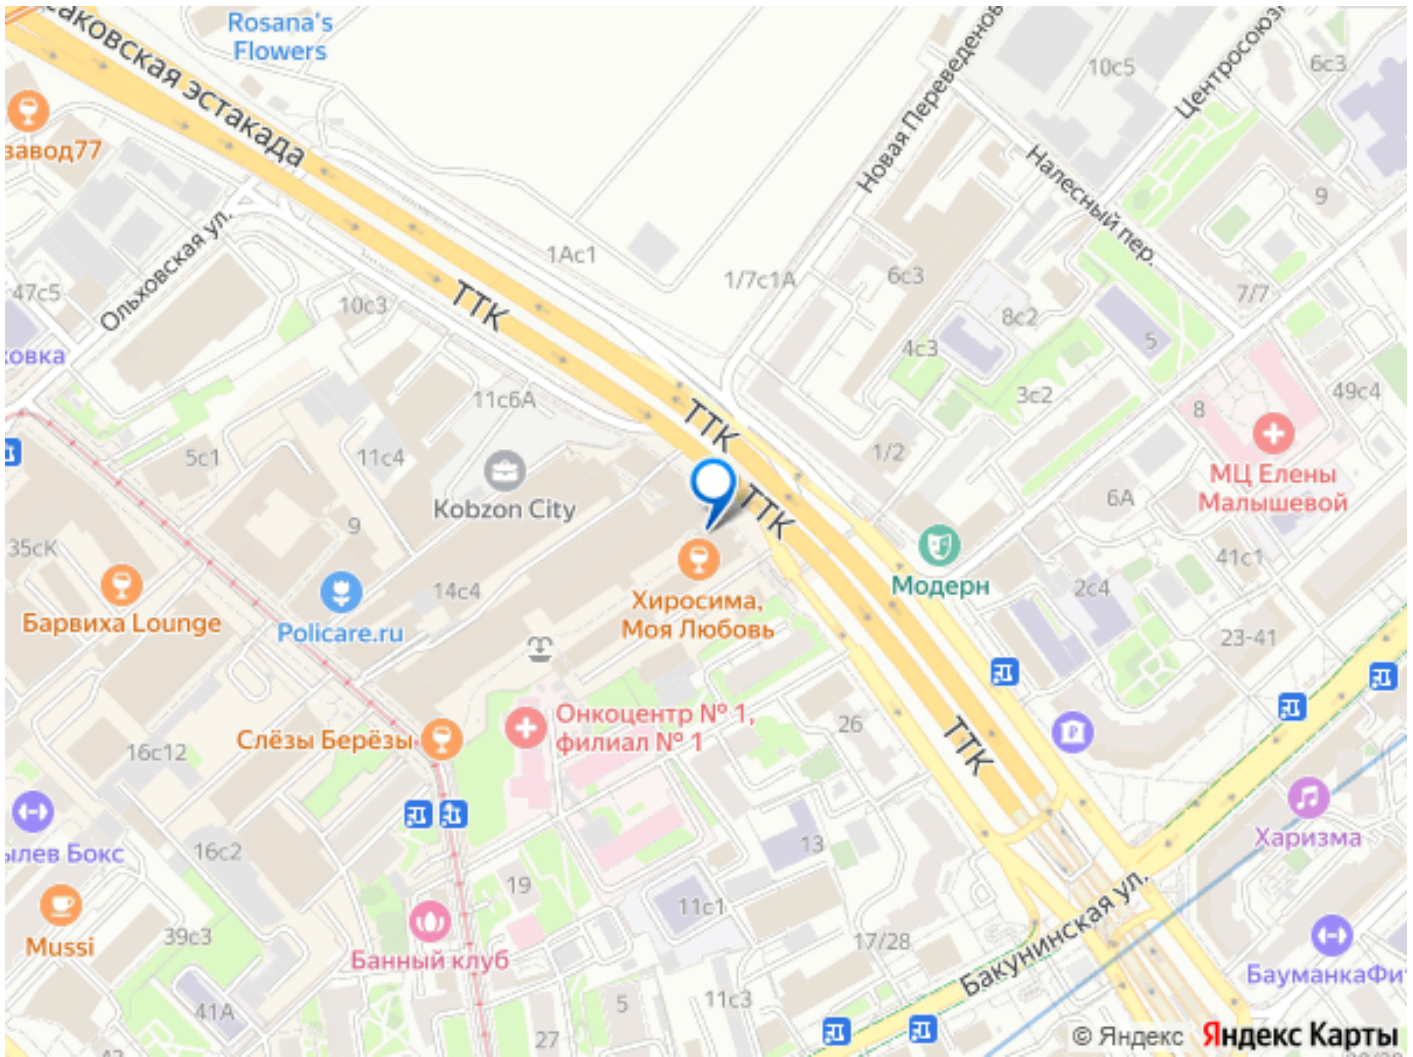 Rosana's
Flowers
аковская эстакада
завод77
10с5
6с3
Центросоюз
Новая Переведенов
Налесный пер.
9
Ольховская ул.
1Ас1
1/7с1А
6с3
7/7
47с5
10с3
ТТК
8с2
5
4с3
овка
11с6А
3с2
49с4
8
ТТК
1/2
МЦ Елены
Малышевой
5с1
11с4
Kobzon City
ТТК
6А
9
35сК
Модерн
41с1
2с4
14с4
Барвиха Lounge
Policare.ru
Хиросима,
Моя Любовь
23-41
Онкоцентр № 1,
филиал № 1
26
ТТК
Слёзы Берёзы
16с12
Харизма
ылев Бокс
16с2
13
19
11с1
Бакунинская ул.
Mussi
39с3
Банный клуб
17/28
БауманкаФи
41А
5
11с3
27
© Яндекс Яндекс Карты